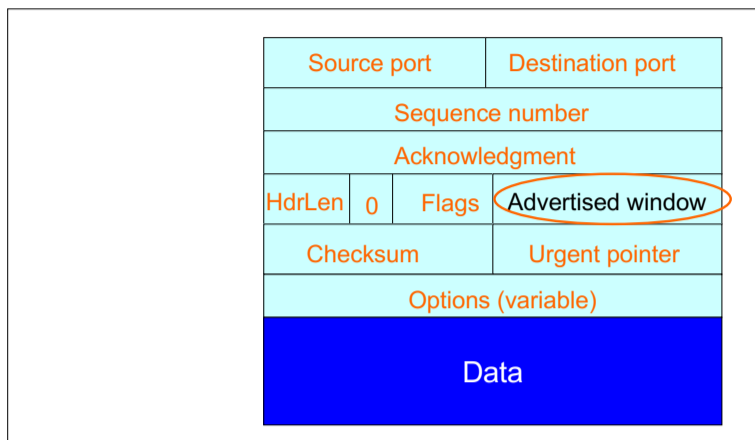 Source port Destination port
Sequence number
Acknowledgment
HdrLen 0 Flags Advertised window
Checksum Urgent pointer
Options (variable)
Data